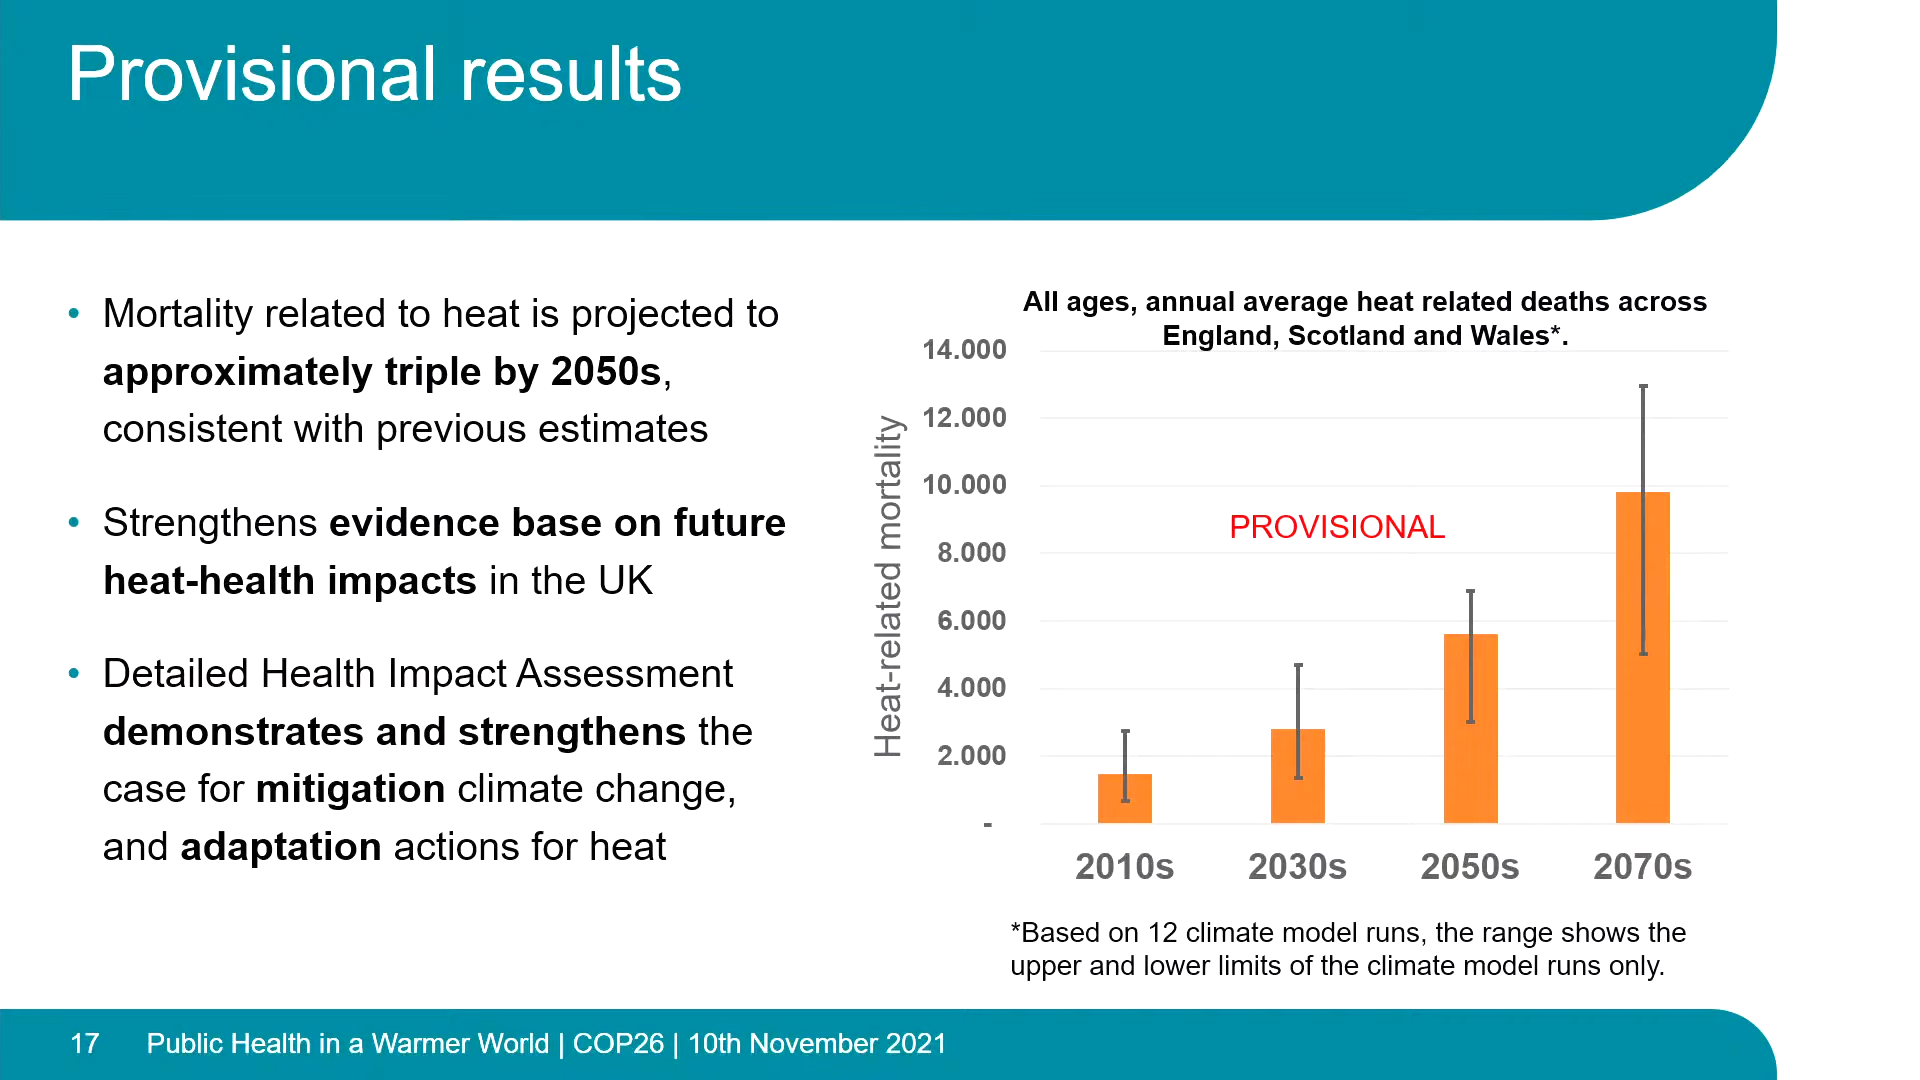 Provisional results
• Mortality related to heat is projected to
approximately triple by 2050s,
consistent with previous estimates
• Strengthens evidence base on future
heat-health impacts in the UK
• Detailed Health Impact Assessment
demonstrates and strengthens the
case for mitigation climate change,
and adaptation actions for heat
All ages, annual average heat related deaths across
England, Scotland and Wales*.
Heat-related mortality
14.000
12.000
10.000
8.000
6.000
4.000
2.000
-
PROVISIONAL
2010s 2030s 2050s 2070s
*Based on 12 climate model runs, the range shows the
upper and lower limits of the climate model runs only.
17 Public Health in a Warmer World | COP26 | 10th November 2021